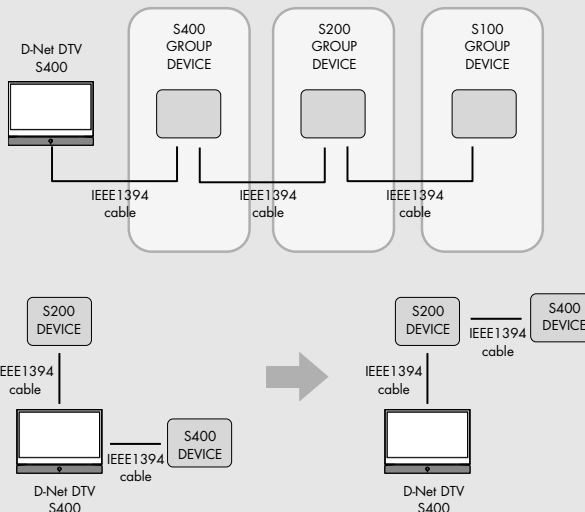 D-Net DTV
S400
S400
GROUP
DEVICE
S200
GROUP
DEVICE
S100
GROUP
DEVICE
IEEE1394
cable
IEEE1394
cable
IEEE1394
cable
S200
DEVICE
IEEE1394
cable
IEEE1394
cable
S400
DEVICE
D-Net DTV
S400
S200
DEVICE
IEEE1394
cable
S400
DEVICE
IEEE1394
cable
D-Net DTV
S400